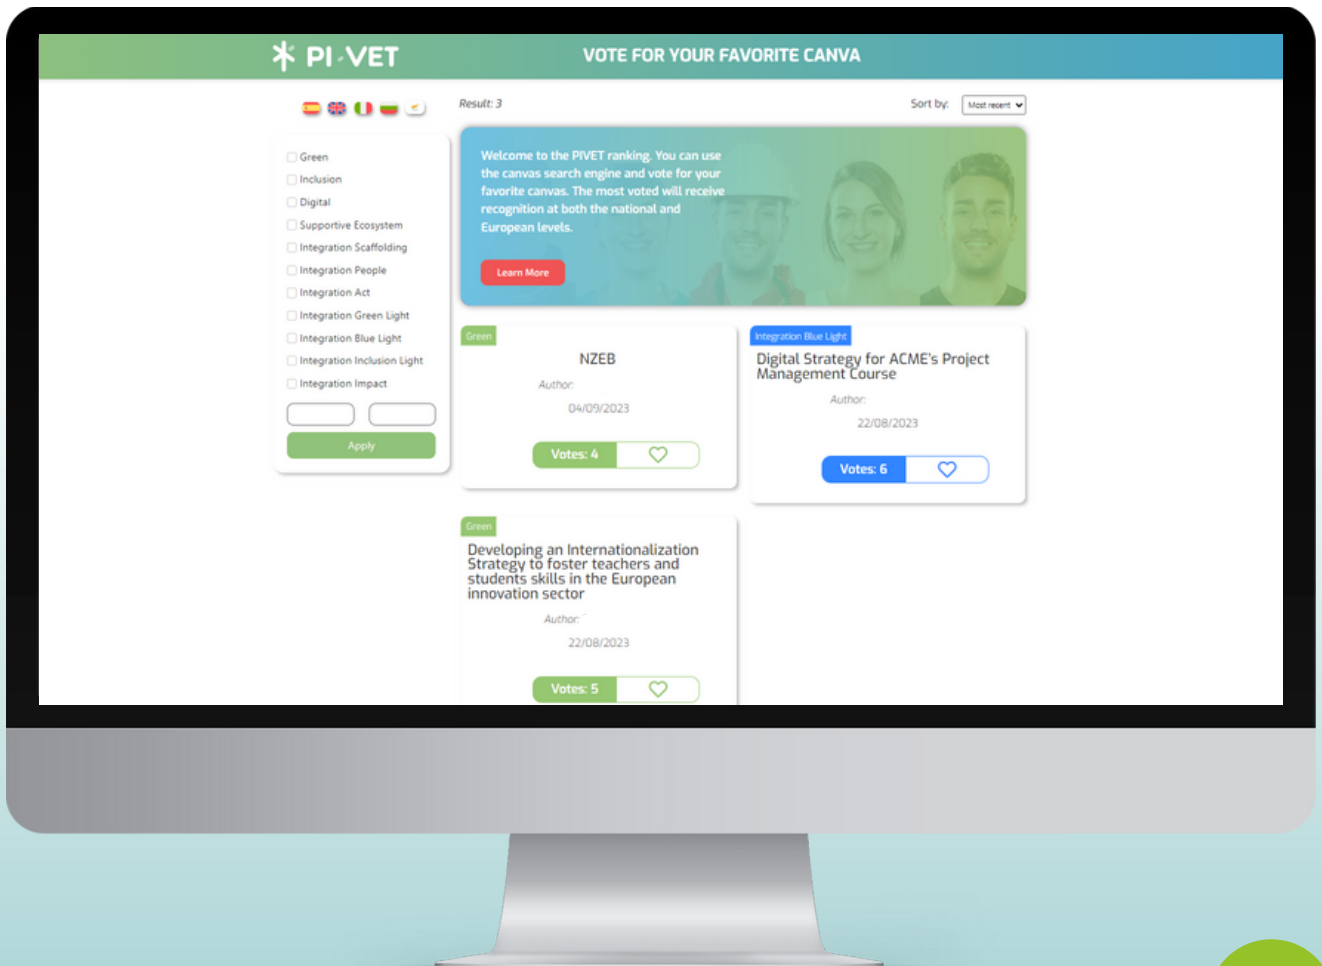 PI-VET
VOTE FOR YOUR FAVORITE CANVA
Result: 3
Sort by:
Most recent
Green
Inclusion
Digital
Supportive Ecosystem
Integration Scaffolding
Integration People
Integration Act
Integration Green Light
Integration Blue Light
Integration Inclusion Light
Integration Impact
Apply
Welcome to the PIVET ranking. You can use
the canvas search engine and vote for your
favorite canvas. The most voted will receive
recognition at both the national and
European levels.
Learn More
Green
NZEB
Author:
04/09/2023
Votes: 4
Integration Blue Light
Digital Strategy for ACME's Project
Management Course
Author:
22/08/2023
Votes: 6
Green
Developing an Internationalization
Strategy to foster teachers and
students skills in the European
innovation sector
Author:
22/08/2023
Votes: 5